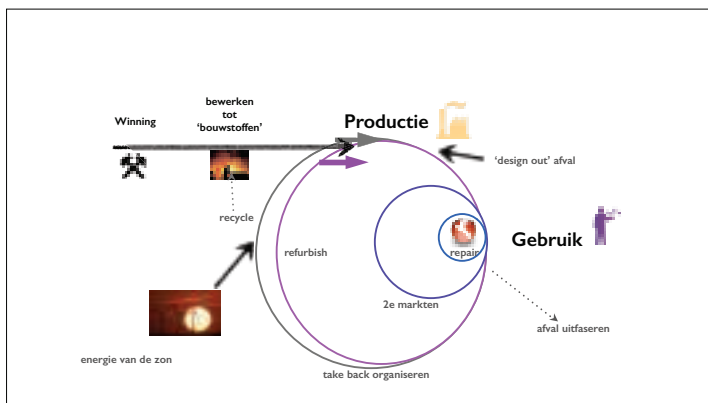 Winning
bewerken
tot
'bouwstoffen'
Productie
'design out' afval
recycle
refurbish
repair
Gebruik
2e markten
afval uitfaseren
energie van de zon
take back organiseren